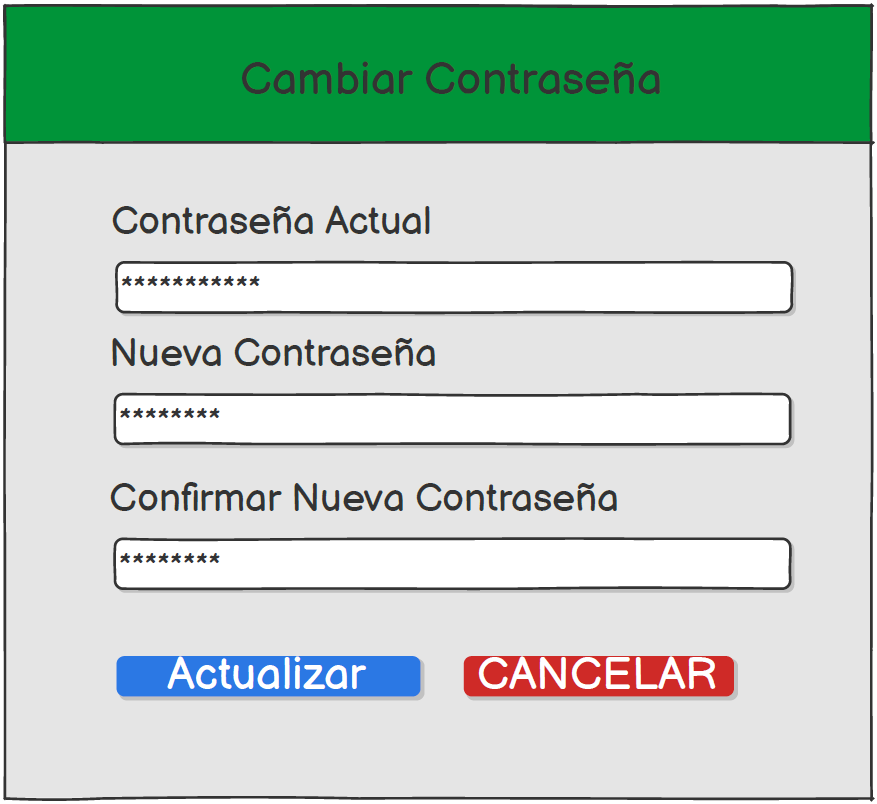 Cambiar Contraseña
Contraseña Actual
***********
Nueva Contraseña
********
Confirmar Nueva Contraseña
********
Actualizar
CANCELAR